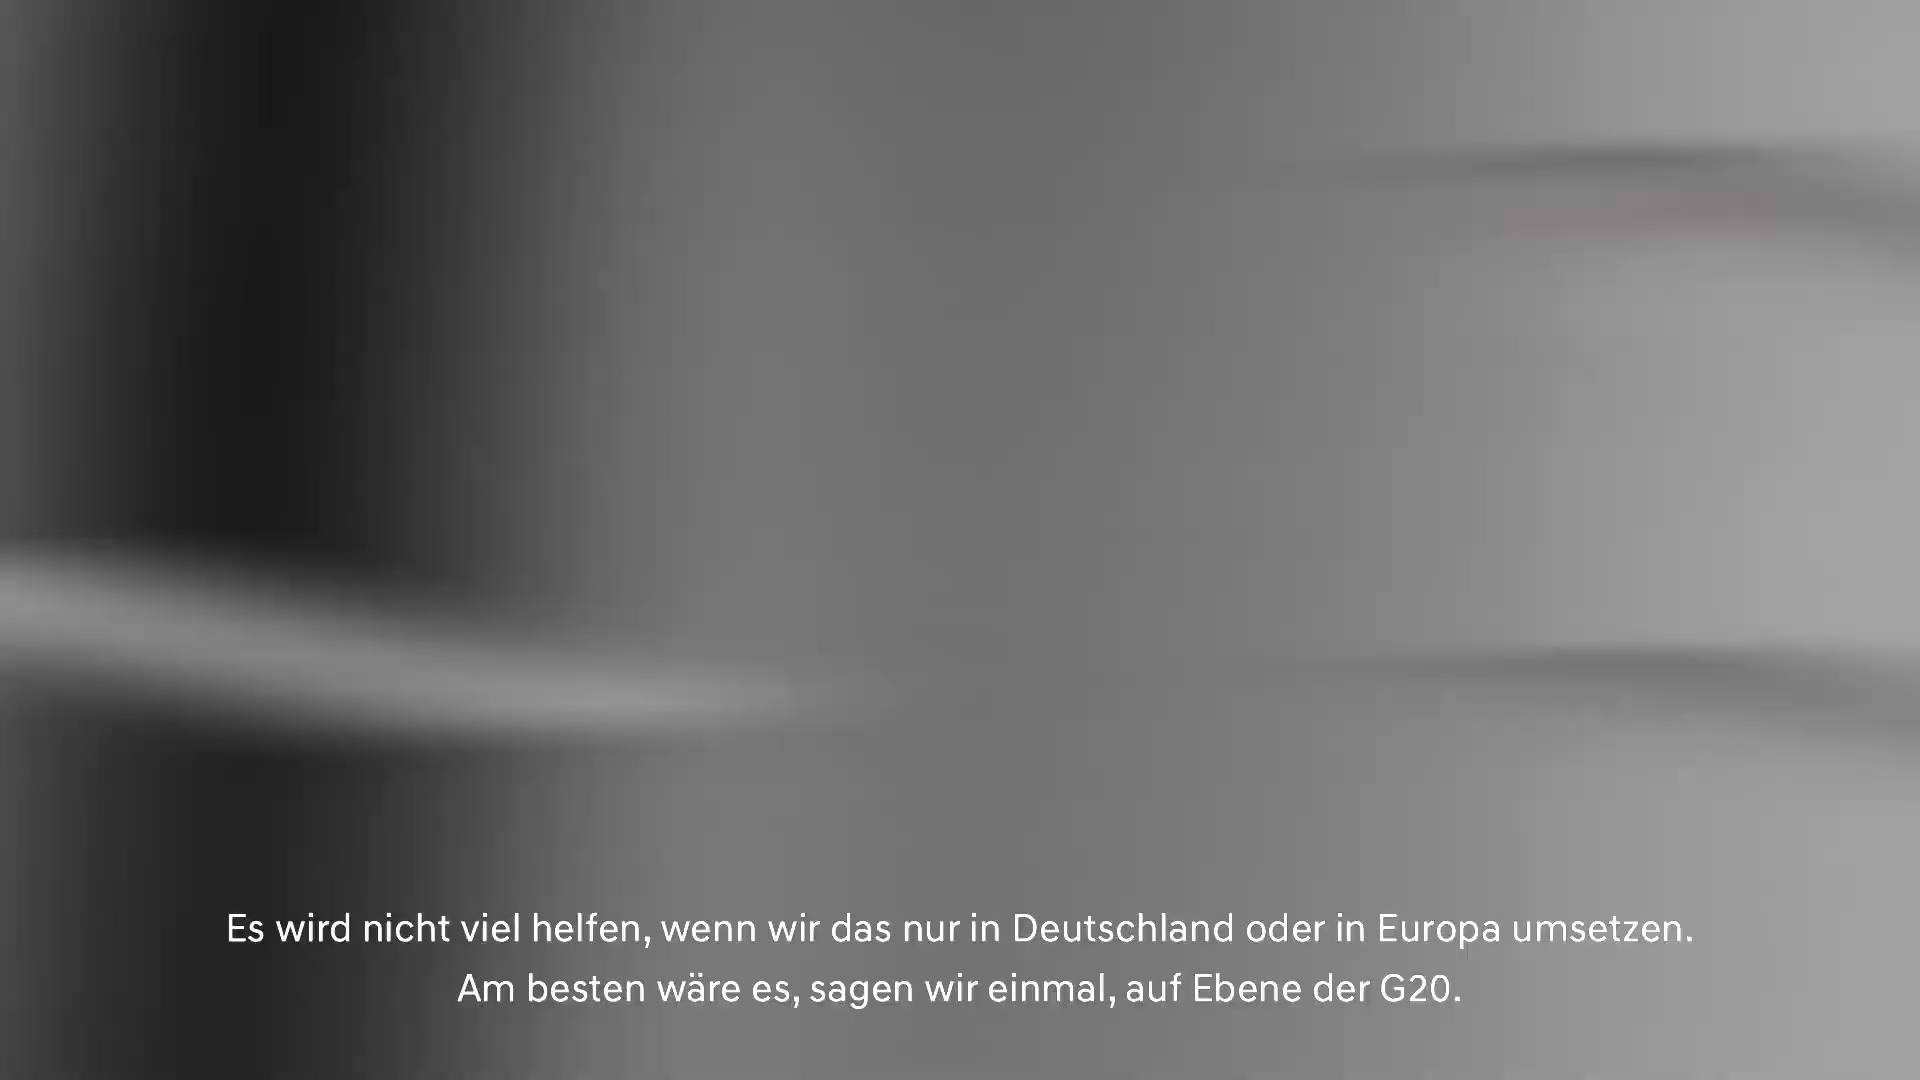 Es wird nicht viel helfen, wenn wir das nur in Deutschland oder in Europa umsetzen.
Am besten wäre es, sagen wir einmal, auf Ebene der G20.